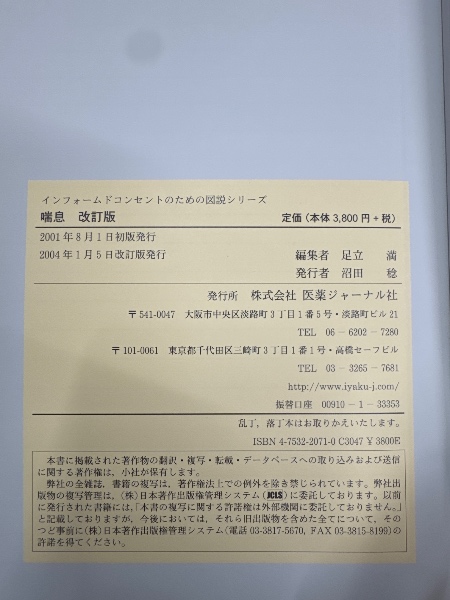 インフォームドコンセントのための図説シリーズ
喘息　改訂版　定価（本体3,800円＋税）
2001年8月1日初版発行
2004年1月5日改訂版発行　編集者　足立　満
発行者　沼田　稔
発行所　株式会社 医薬ジャーナル社
〒541-0047　大阪市中央区淡路町3丁目1番5号・淡路町ビル21
TEL　06－6202－7280
〒101-0061　東京都千代田区三崎町3丁目1番1号・高橋セーフビル
TEL　03－3265－7681
http://www.iyaku-j.com/
振替口座　00910－1－33353
乱丁，落丁本はお取りかえいたします。
ISBN 4-7532-2071-0 C3047 ¥3800E
本書に掲載された著作物の翻訳・複写・転載・データベースへの取り込みおよび送信
に関する著作権は，小社が保有します。
弊社の全雑誌，書籍の複写は，著作権法上での例外を除き禁じられています。弊社出
版物の複写管理は，(株)日本著作出版権管理システム(JCLS)に委託しております。以前
に発行された書籍には，「本書の複写に関する許諾権は外部機関に委託しておりません。」
と記載しておりますが，今後においては，それら旧出版物を含めた全てについて，その
つど事前に(株)日本著作出版権管理システム(電話 03-3817-5670, FAX 03-3815-8199)の
許諾を得てください。